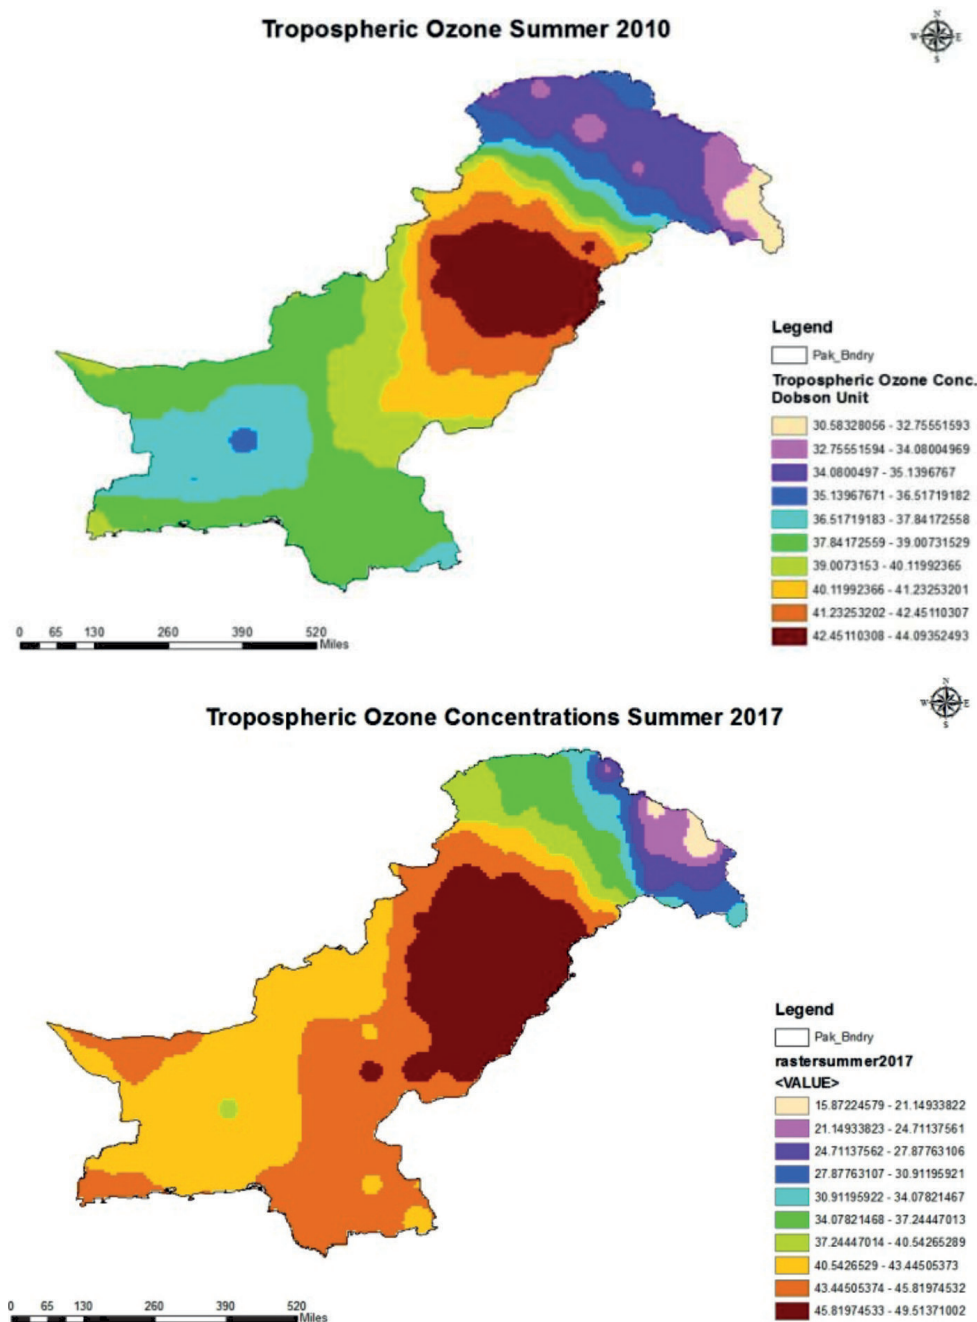 Tropospheric Ozone Summer 2010
N
W E
S
Legend
Pak_Bndry
Tropospheric Ozone Conc.
Dobson Unit
30.58328056 - 32.75551593
32.75551594 - 34.08004969
34.0800497 - 35.1396767
35.13967671 - 36.51719182
36.51719183 - 37.84172558
37.84172559 - 39.00731529
39.0073153 - 40.11992365
40.11992366 - 41.23253201
41.23253202 - 42.45110307
42.45110308 - 44.09352493
0 65 130 260 390 520
Miles
N
W E
S
Tropospheric Ozone Concentrations Summer 2017
Legend
Pak_Bndry
rastersummer2017
<VALUE>
15.87224579 - 21.14933822
21.14933823 - 24.71137561
24.71137562 - 27.87763106
27.87763107 - 30.91195921
30.91195922 - 34.07821467
34.07821468 - 37.24447013
37.24447014 - 40.54265289
40.5426529 - 43.44505373
43.44505374 - 45.81974532
45.81974533 - 49.51371002
0 65 130 260 390 520
Miles